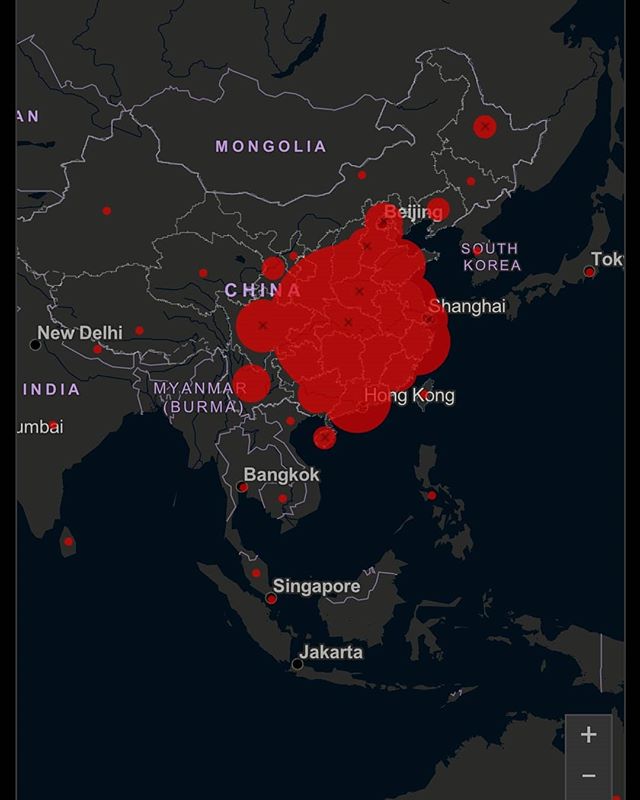 AN
MONGOLIA
Beijing
SOUTH
KOREA
Tok
CHINA
Shanghai
New Delhi
INDIA
MYANMAR
(BURMA)
Hong Kong
umbai
Bangkok
Singapore
Jakarta
+
−